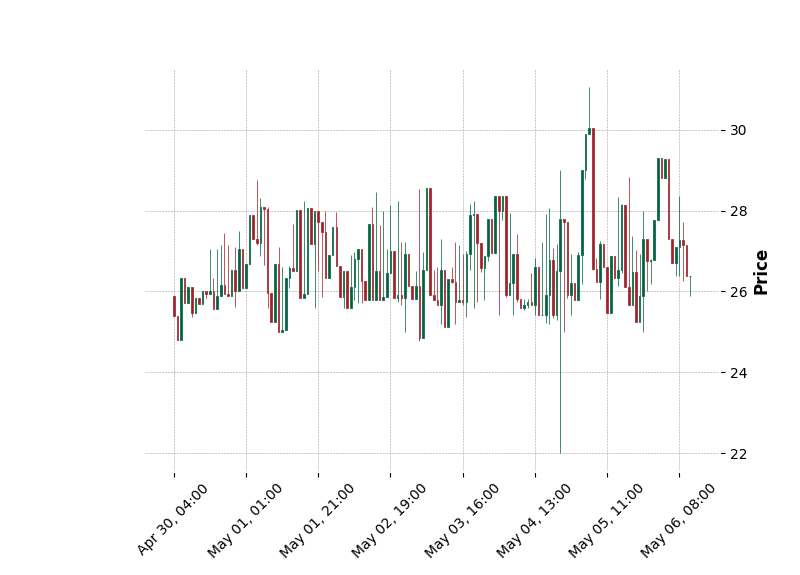 30
28
26
24
22
Price
Apr 30, 04:00
May 01, 01:00
May 01, 21:00
May 02, 19:00
May 03, 16:00
May 04, 13:00
May 05, 11:00
May 06, 08:00